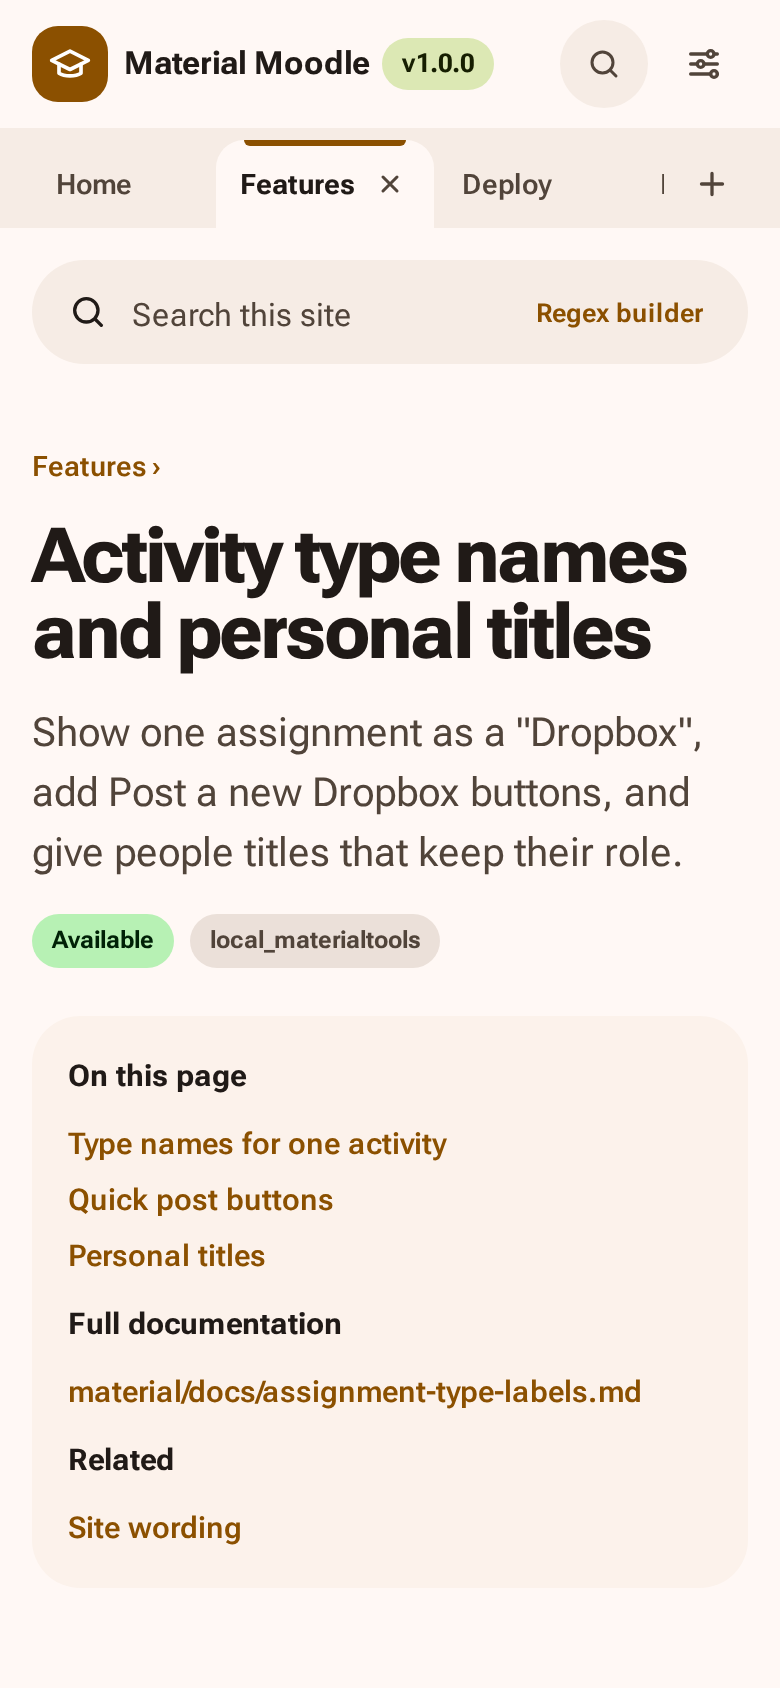 Material Moodle v1.0.0
Home Features Deploy
Search this site Regex builder
Features ›
Activity type names
and personal titles
Show one assignment as a "Dropbox",
add Post a new Dropbox buttons, and
give people titles that keep their role.
Available local_materialtools
On this page
Type names for one activity
Quick post buttons
Personal titles
Full documentation
material/docs/assignment-type-labels.md
Related
Site wording